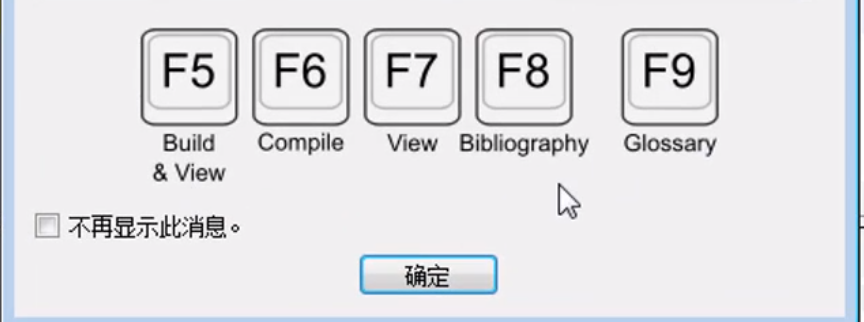 F5 F6 F7 F8 F9
Build Compile View Bibliography Glossary
& View
不再显示此消息。
确定